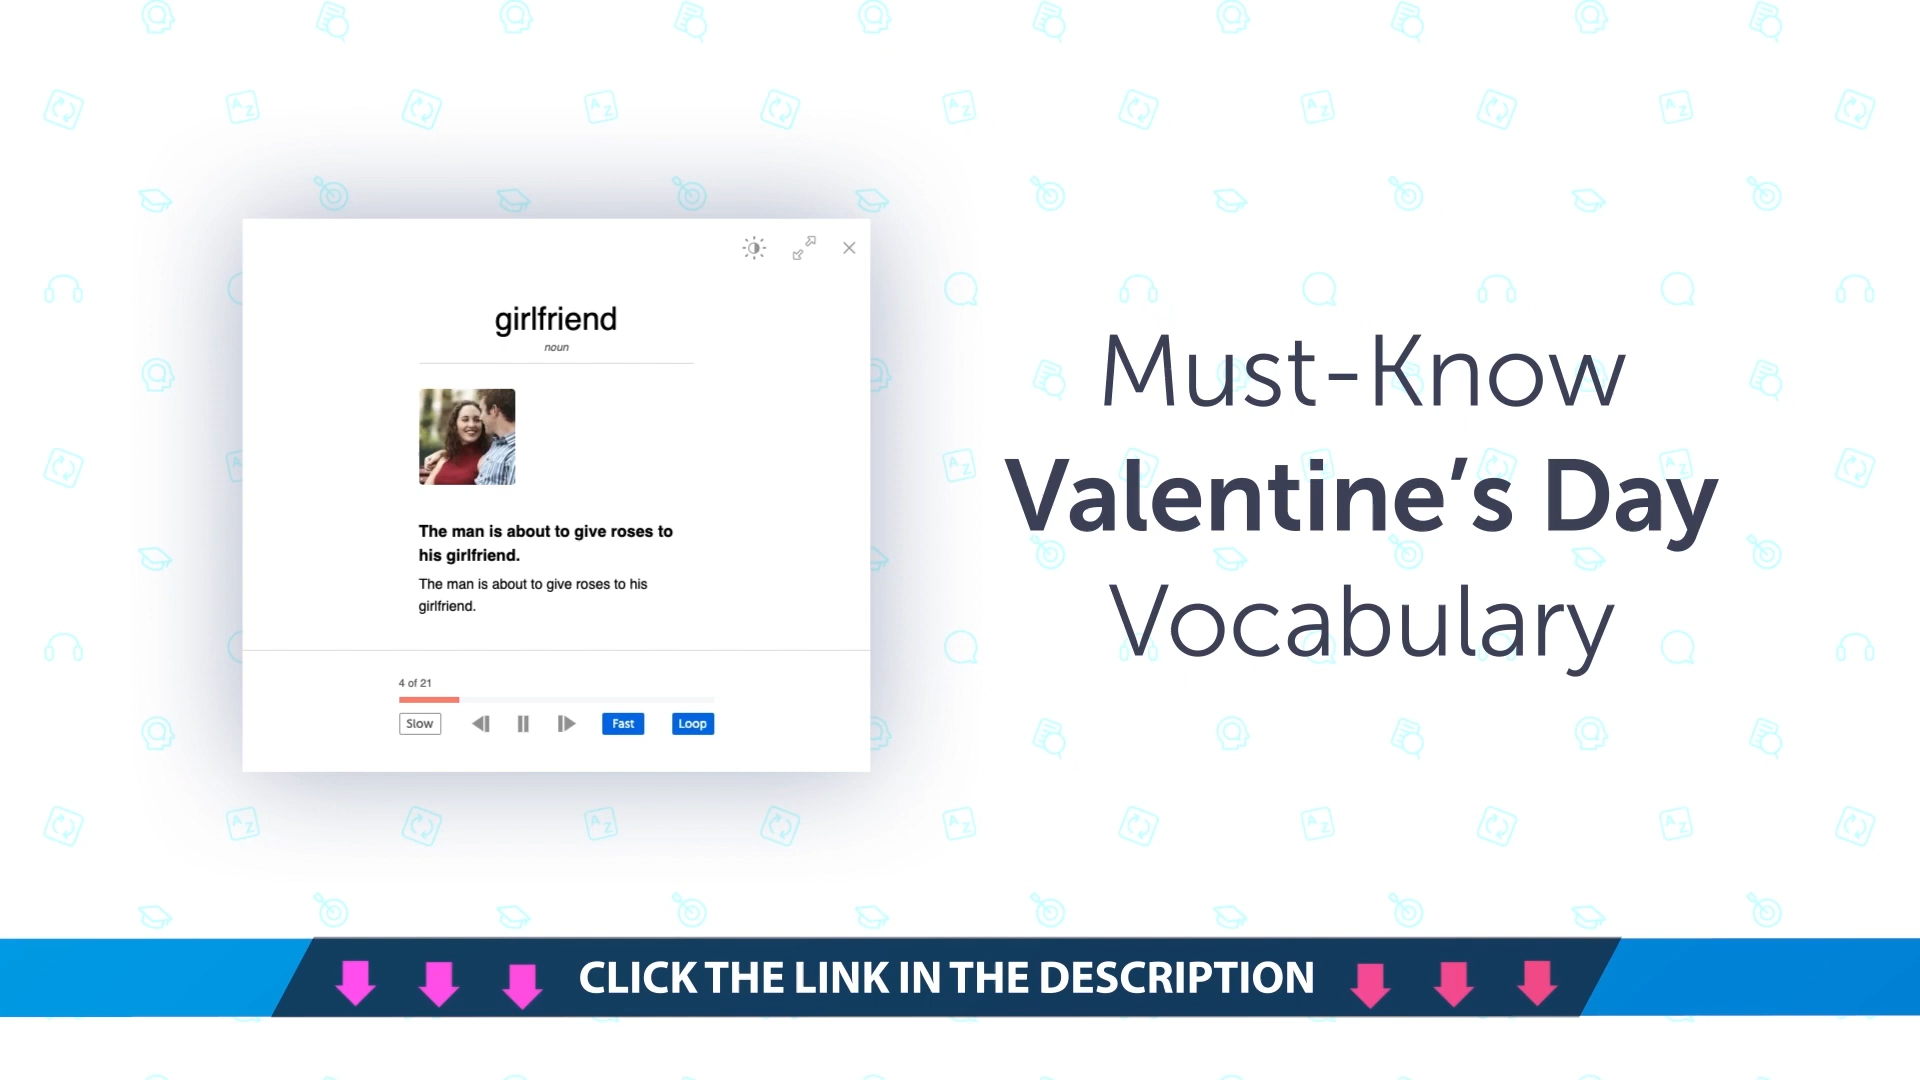 girlfriend
noun
The man is about to give roses to
his girlfriend.
The man is about to give roses to his
girlfriend.
4 of 21
Slow
Fast
Loop
Must-Know
Valentine’s Day
Vocabulary
CLICK THE LINK IN THE DESCRIPTION